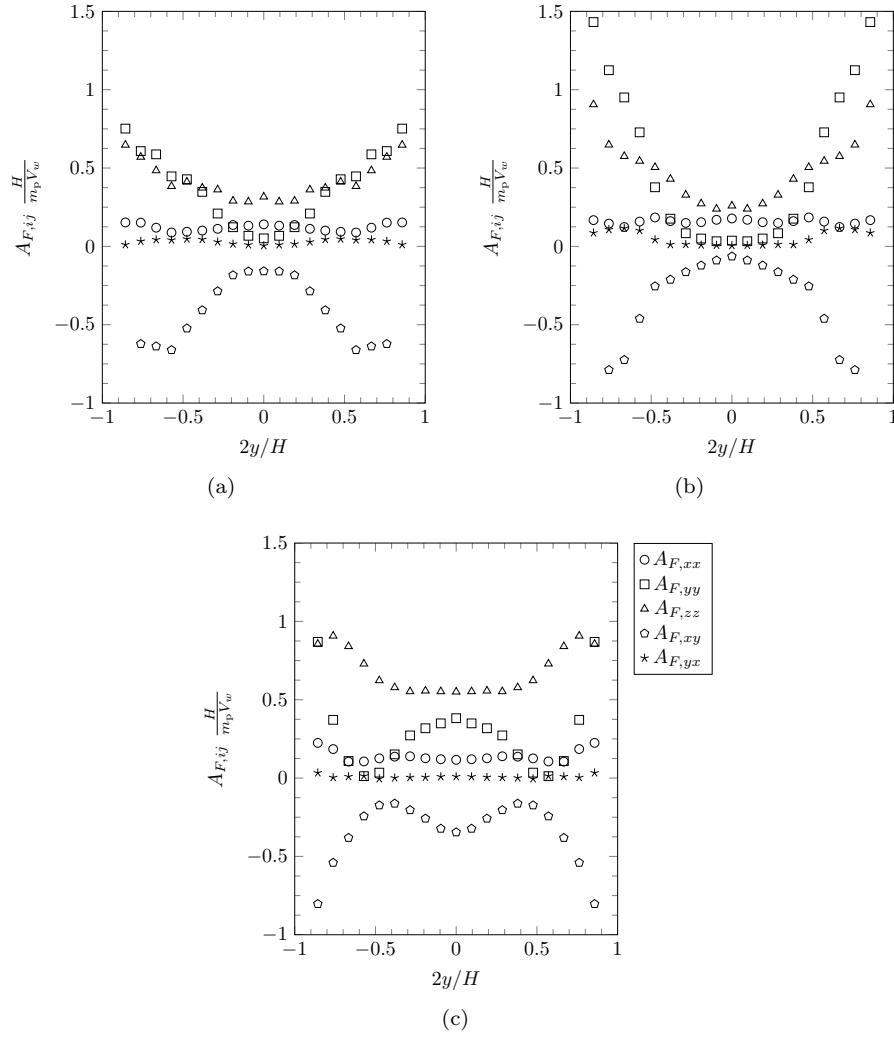 1.5
1
0.5
0
−0.5
−1
−1 −0.5 0 0.5 1
A_{F,ij} H/(m_p V_w)
2y/H
(a)
1.5
1
0.5
0
−0.5
−1
−1 −0.5 0 0.5 1
A_{F,ij} H/(m_p V_w)
2y/H
(b)
1.5
1
0.5
0
−0.5
−1
−1 −0.5 0 0.5 1
A_{F,ij} H/(m_p V_w)
2y/H
A_{F,xx}
A_{F,yy}
A_{F,zz}
A_{F,xy}
A_{F,yx}
(c)